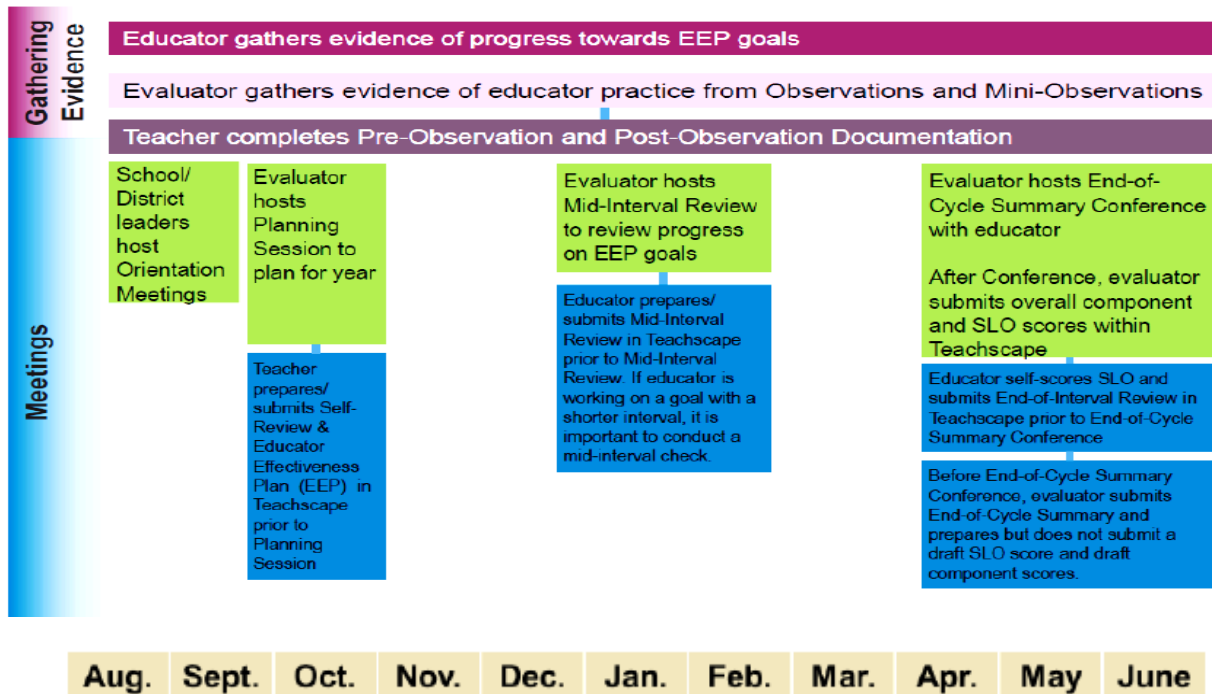 Gathering
Evidence
Educator gathers evidence of progress towards EEP goals
Evaluator gathers evidence of educator practice from Observations and Mini-Observations
Teacher completes Pre-Observation and Post-Observation Documentation
Meetings
School/
District
leaders
host
Orientation
Meetings
Evaluator
hosts
Planning
Session to
plan for year
Teacher
prepares/
submits Self-
Review &
Educator
Effectiveness
Plan (EEP) in
Teachscape
prior to
Planning
Session
Evaluator hosts
Mid-Interval Review
to review progress
on EEP goals
Educator prepares/
submits Mid-Interval
Review in Teachscape
prior to Mid-Interval
Review. If educator is
working on a goal with a
shorter interval, it is
important to conduct a
mid-interval check.
Evaluator hosts End-of-
Cycle Summary Conference
with educator
After Conference, evaluator
submits overall component
and SLO scores within
Teachscape
Educator self-scores SLO and
submits End-of-Interval Review in
Teachscape prior to End-of-Cycle
Summary Conference
Before End-of-Cycle Summary
Conference, evaluator submits
End-of-Cycle Summary and
prepares but does not submit a
draft SLO score and draft
component scores.
Aug. Sept. Oct. Nov. Dec. Jan. Feb. Mar. Apr. May June